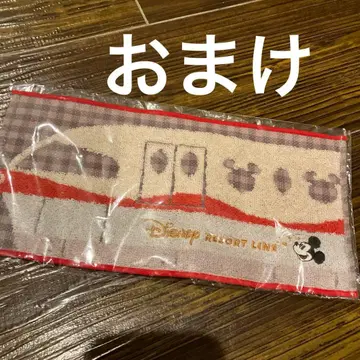 おまけ
Disney RESORT LINE